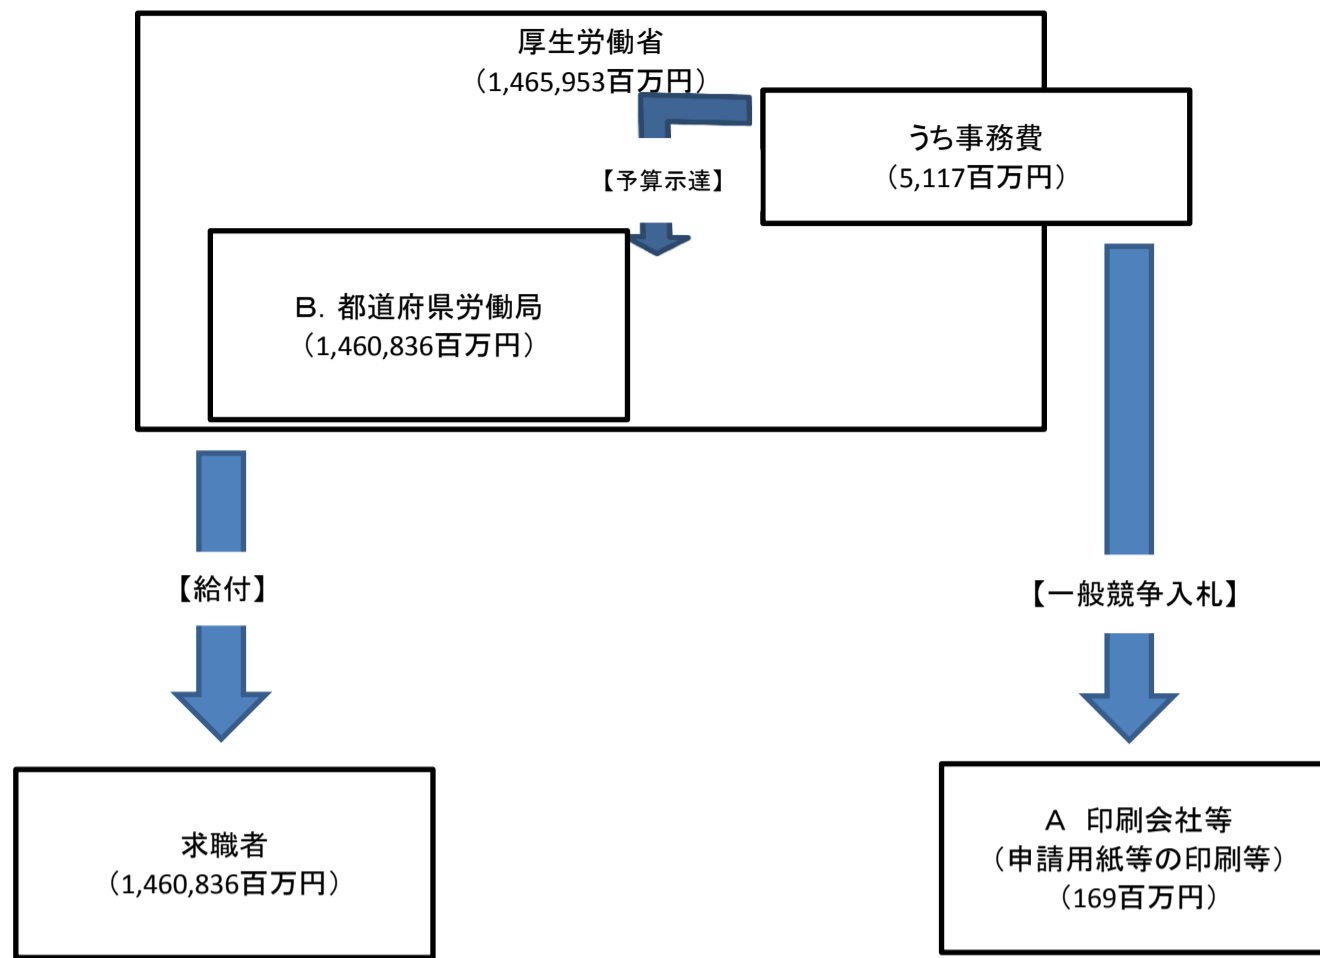 厚生労働省
（1,465,953百万円）
うち事務費
（5,117百万円）
【予算示達】
Ｂ．都道府県労働局
（1,460,836百万円）
【給付】
【一般競争入札】
求職者
（1,460,836百万円）
Ａ　印刷会社等
（申請用紙等の印刷等）
（169百万円）